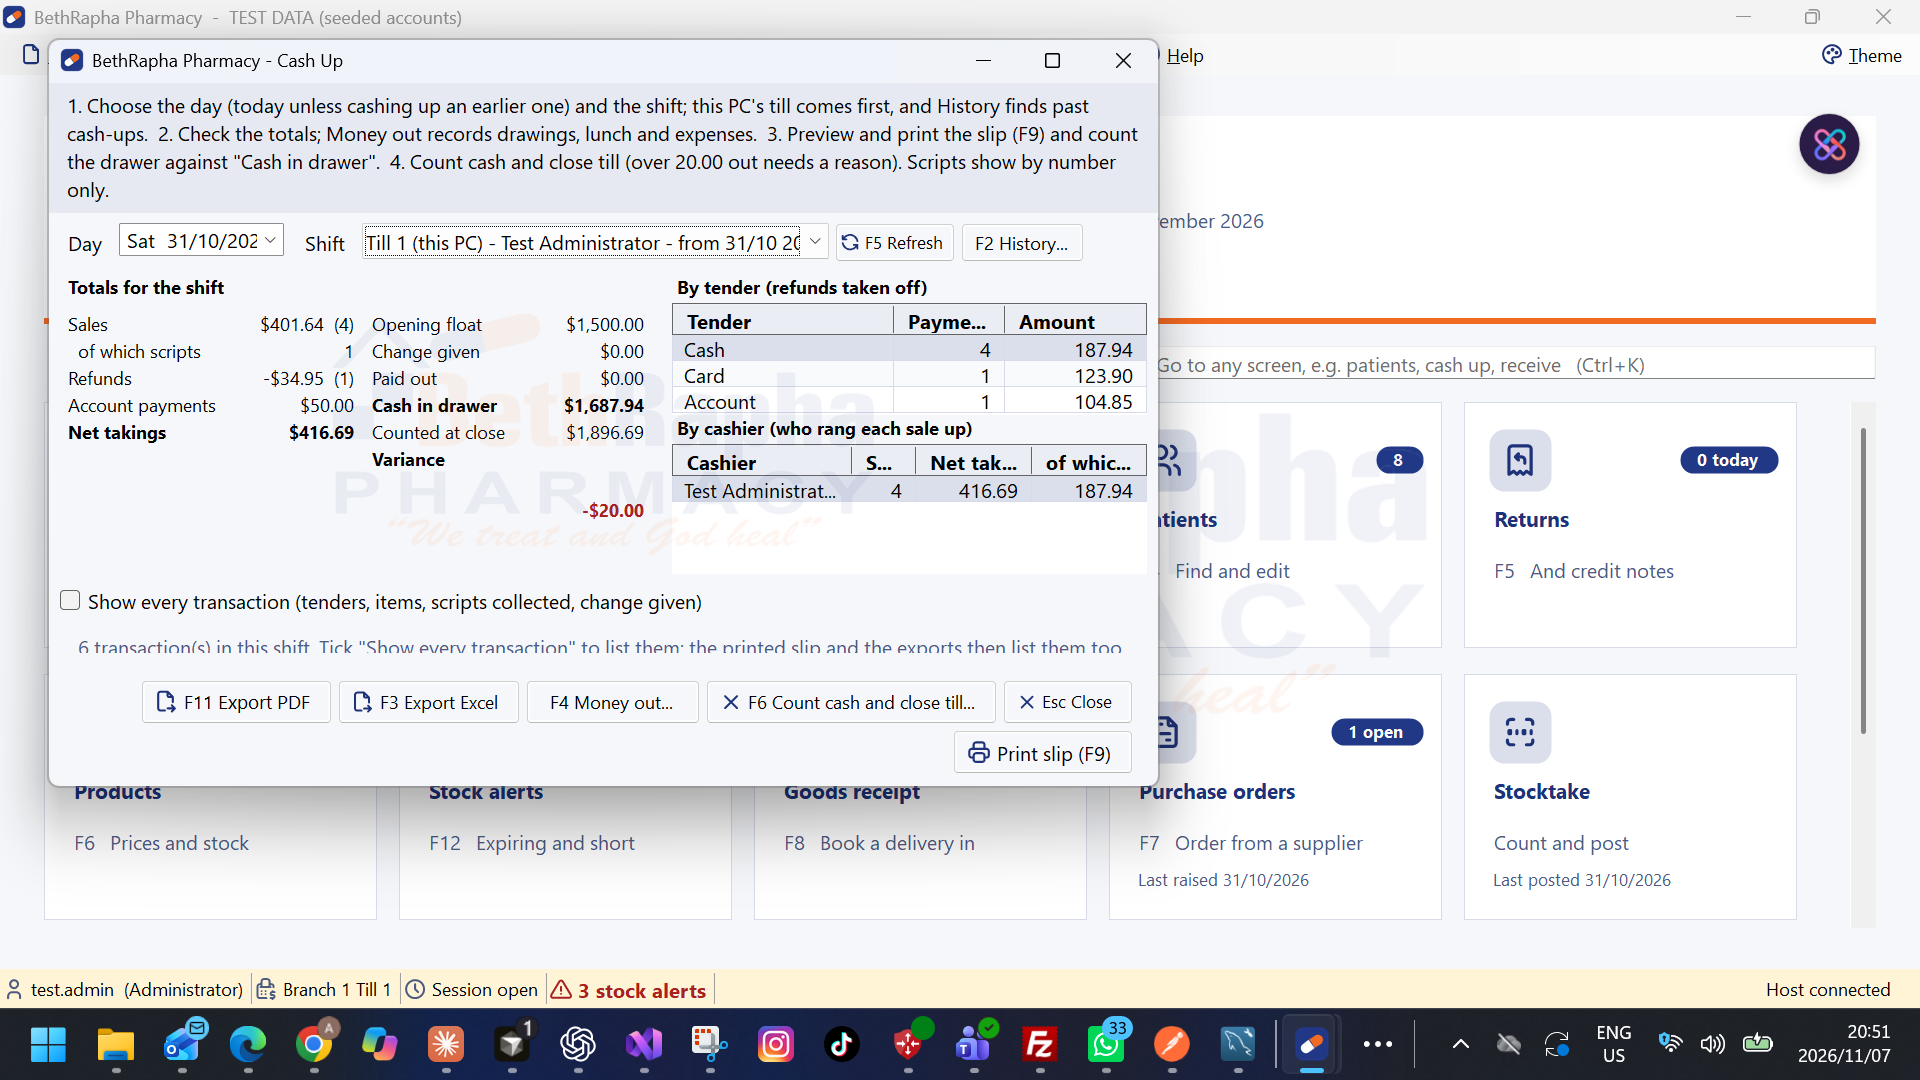 BethRapha Pharmacy - TEST DATA (seeded accounts)
BethRapha Pharmacy - Cash Up
Help
Theme
1. Choose the day (today unless cashing up an earlier one) and the shift; this PC's till comes first, and History finds past
cash-ups. 2. Check the totals; Money out records drawings, lunch and expenses. 3. Preview and print the slip (F9) and count
the drawer against "Cash in drawer". 4. Count cash and close till (over 20.00 out needs a reason). Scripts show by number
only.
ember 2026
Day Sat 31/10/202 Shift Till 1 (this PC) - Test Administrator - from 31/10 20 F5 Refresh F2 History...
Totals for the shift
Sales $401.64 (4) Opening float $1,500.00
of which scripts 1 Change given $0.00
Refunds -$34.95 (1) Paid out $0.00
Account payments $50.00 Cash in drawer $1,687.94
Net takings $416.69 Counted at close $1,896.69
Variance
-$20.00
By tender (refunds taken off)
Tender Payme... Amount
Cash 4 187.94
Card 1 123.90
Account 1 104.85
By cashier (who rang each sale up)
Cashier S... Net tak... of whic...
Test Administrat... 4 416.69 187.94
BethRapha
PHARMACY
"We treat and God heal"
Show every transaction (tenders, items, scripts collected, change given)
6 transaction(s) in this shift. Tick "Show every transaction" to list them; the printed slip and the exports then list them too
F11 Export PDF F3 Export Excel F4 Money out... F6 Count cash and close till... Esc Close
Print slip (F9)
Go to any screen, e.g. patients, cash up, receive (Ctrl+K)
8
tients
Find and edit
0 today
Returns
F5 And credit notes
apha
ACY
heal"
Products
F6 Prices and stock
Stock alerts
F12 Expiring and short
Goods receipt
F8 Book a delivery in
1 open
Purchase orders
F7 Order from a supplier
Last raised 31/10/2026
Stocktake
Count and post
Last posted 31/10/2026
test.admin (Administrator) Branch 1 Till 1 Session open 3 stock alerts Host connected
A
1
33
ENG
US
20:51
2026/11/07